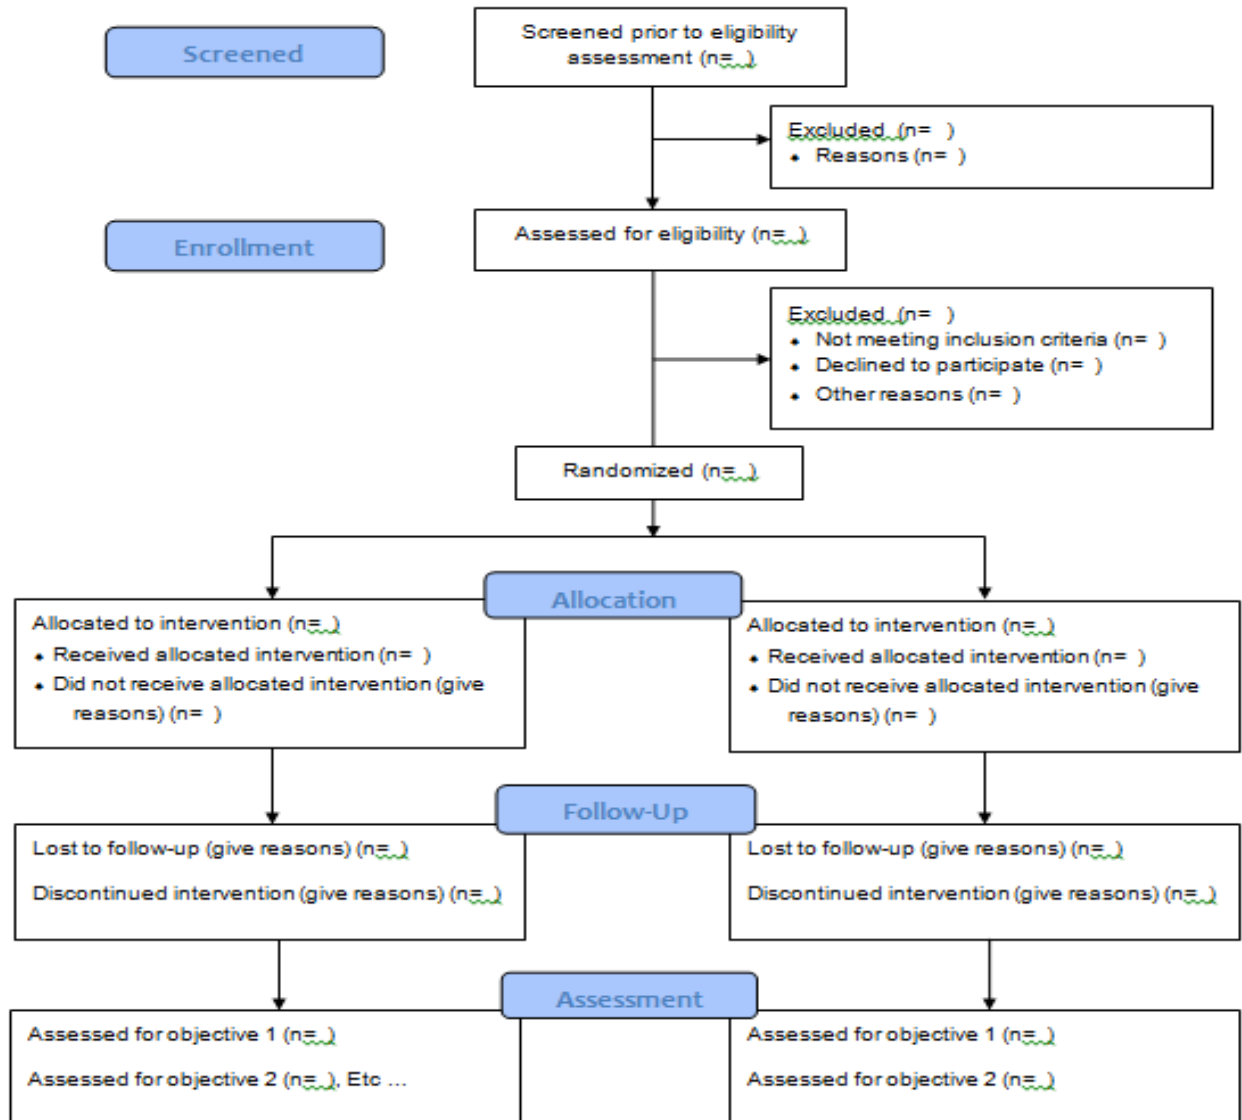 Screened
Screened prior to eligibility
assessment (n= )
Excluded (n= )
• Reasons (n= )
Enrollment
Assessed for eligibility (n= )
Excluded (n= )
• Not meeting inclusion criteria (n= )
• Declined to participate (n= )
• Other reasons (n= )
Randomized (n= )
Allocation
Allocated to intervention (n= )
• Received allocated intervention (n= )
• Did not receive allocated intervention (give
reasons) (n= )
Allocated to intervention (n= )
• Received allocated intervention (n= )
• Did not receive allocated intervention (give
reasons) (n= )
Follow-Up
Lost to follow-up (give reasons) (n= )
Discontinued intervention (give reasons) (n= )
Lost to follow-up (give reasons) (n= )
Discontinued intervention (give reasons) (n= )
Assessment
Assessed for objective 1 (n= )
Assessed for objective 2 (n= ), Etc ...
Assessed for objective 1 (n= )
Assessed for objective 2 (n= )